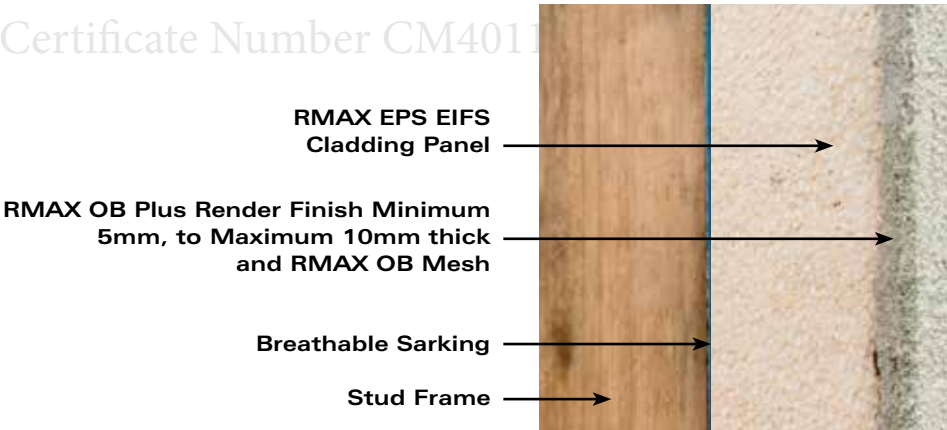 Certificate Number CM401
RMAX EPS EIFS
Cladding Panel
RMAX OB Plus Render Finish Minimum
5mm, to Maximum 10mm thick
and RMAX OB Mesh
Breathable Sarking
Stud Frame